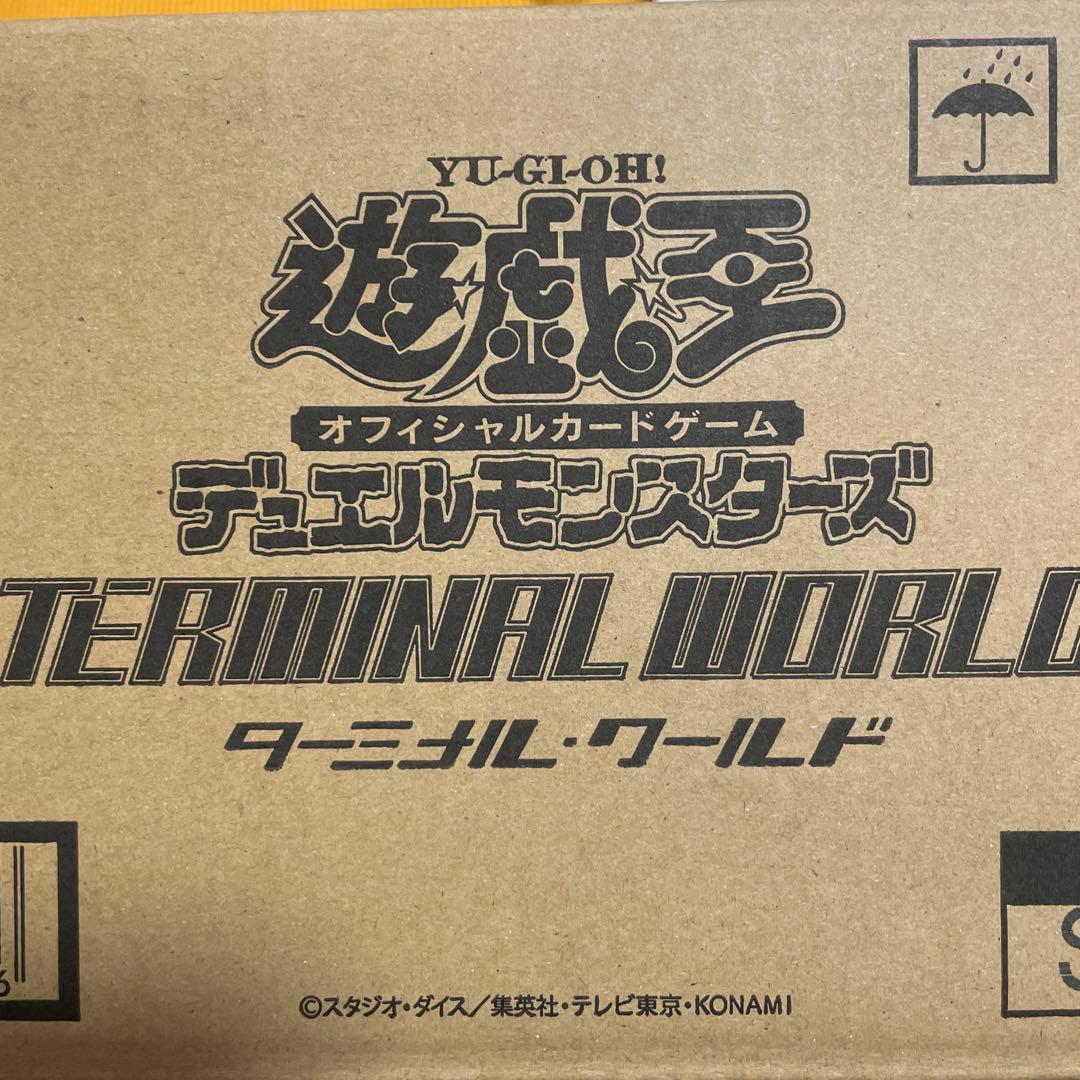 YU-GI-OH!
遊戯王
オフィシャルカードゲーム
デュエルモンスターズ
TERMINAL WORLD
ターミナル・ワールド
6
S
©スタジオ・ダイス／集英社・テレビ東京・KONAMI